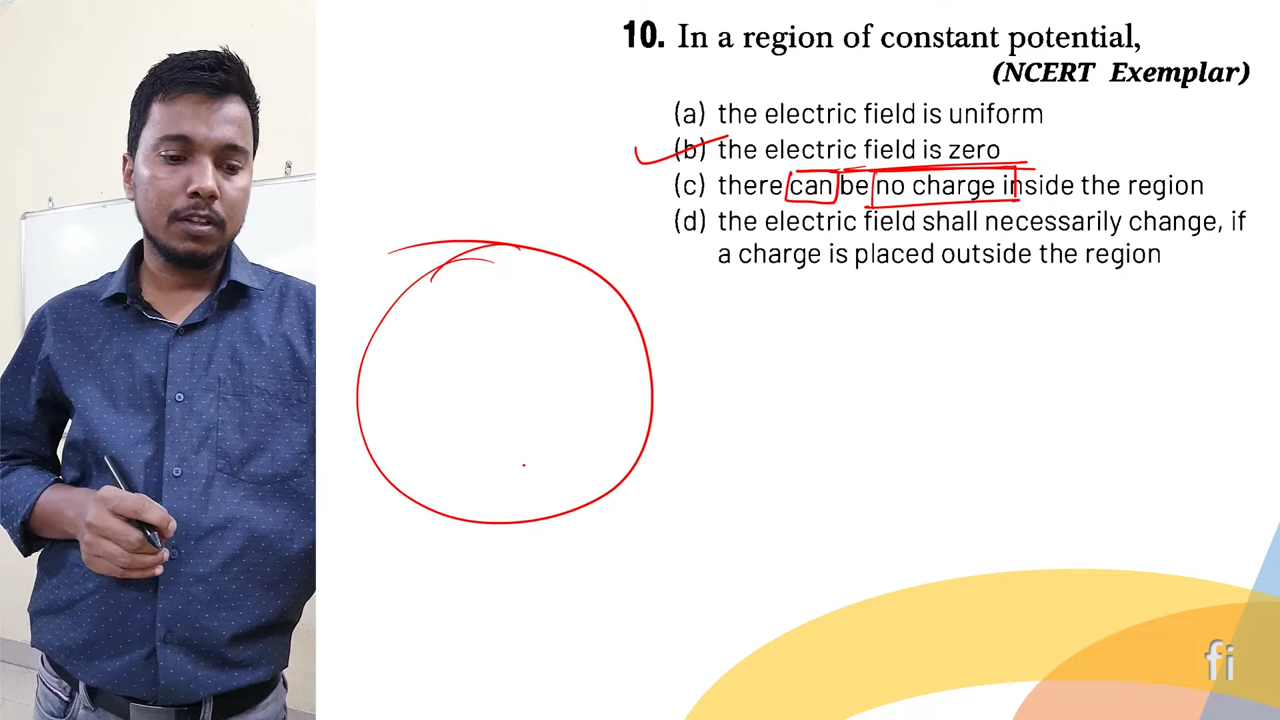 10. In a region of constant potential,
(NCERT Exemplar)
(a) the electric field is uniform
(b) the electric field is zero
(c) there can be no charge inside the region
(d) the electric field shall necessarily change, if
a charge is placed outside the region
fi